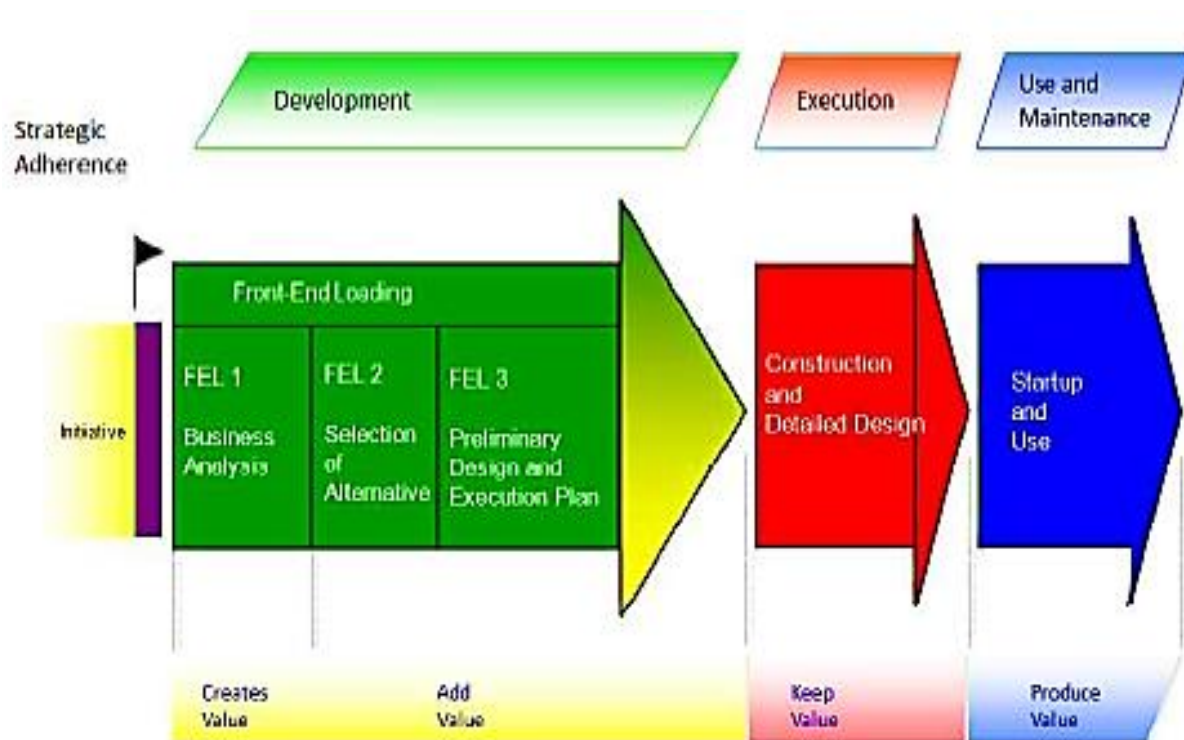 Development
Execution
Use and
Maintenance
Strategic
Adherence
Front-End Loading
Initiative
FEL 1
Business
Analysis
FEL 2
Selection
of
Alternative
FEL 3
Preliminary
Design and
Execution Plan
Construction
and
Detailed Design
Startup
and
Use
Creates
Value
Add
Value
Keep
Value
Produce
Value